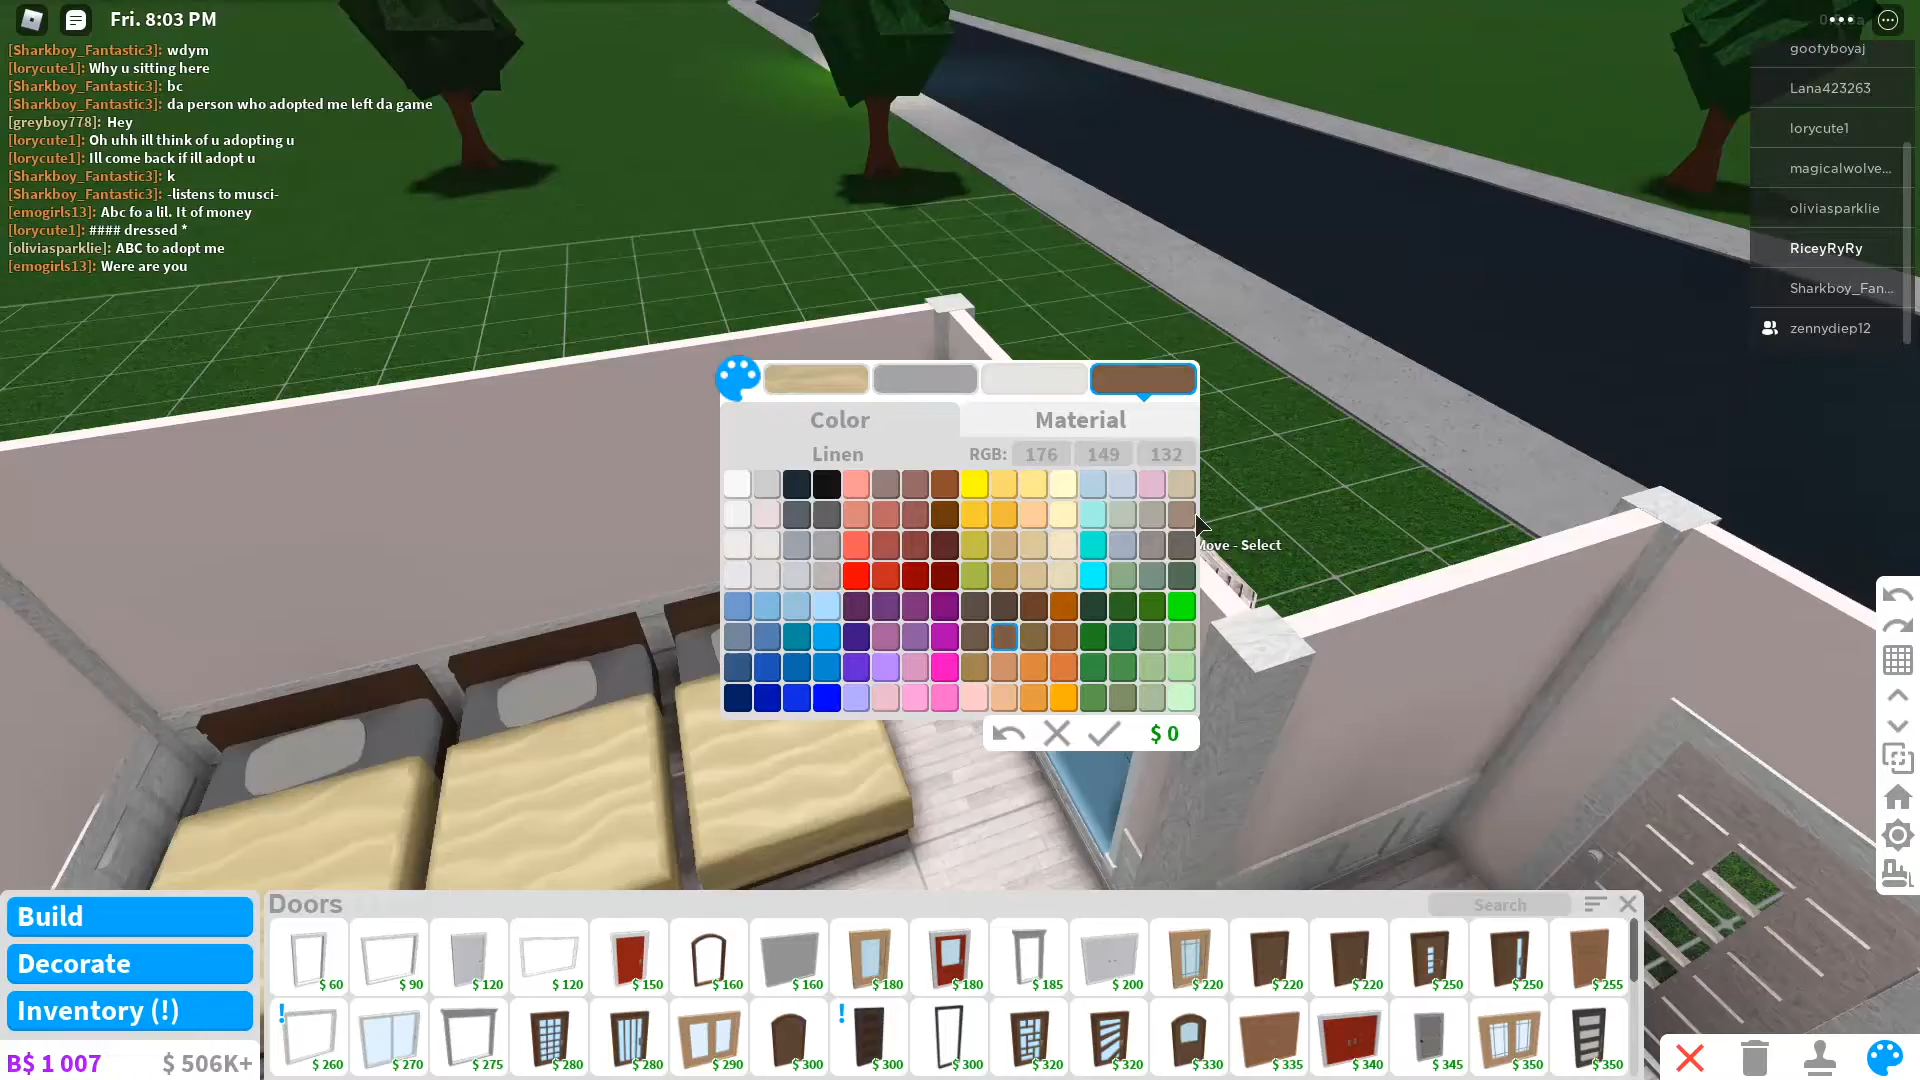 Fri. 8:03 PM
[Sharkboy_Fantastic3]: wdym
[lorycute1]: Why u sitting here
[Sharkboy_Fantastic3]: bc
[Sharkboy_Fantastic3]: da person who adopted me left da game
[greyboy778]: Hey
[lorycute1]: Oh uhh ill think of u adopting u
[lorycute1]: Ill come back if ill adopt u
[Sharkboy_Fantastic3]: k
[Sharkboy_Fantastic3]: -listens to musci-
[emogirls13]: Abc fo a lil. It of money
[lorycute1]: #### dressed *
[oliviasparklie]: ABC to adopt me
[emogirls13]: Were are you
goofyboyaj
Lana423263
lorycute1
magicalwolve...
oliviasparklie
RiceyRyRy
Sharkboy_Fan...
zennydiep12
Color
Material
Linen
RGB: 176 149 132
Move - Select
$ 0
Build
Decorate
Inventory (!)
B$ 1 007
$ 506K+
Doors
Search
$ 60 $ 90 $ 120 $ 120 $ 150 $ 160 $ 160 $ 180 $ 180 $ 185 $ 200 $ 220 $ 220 $ 220 $ 250 $ 250 $ 255
! $ 260 $ 270 $ 275 $ 280 $ 280 $ 290 $ 300 ! $ 300 $ 300 $ 320 $ 320 $ 330 $ 335 $ 340 $ 345 $ 350 $ 350